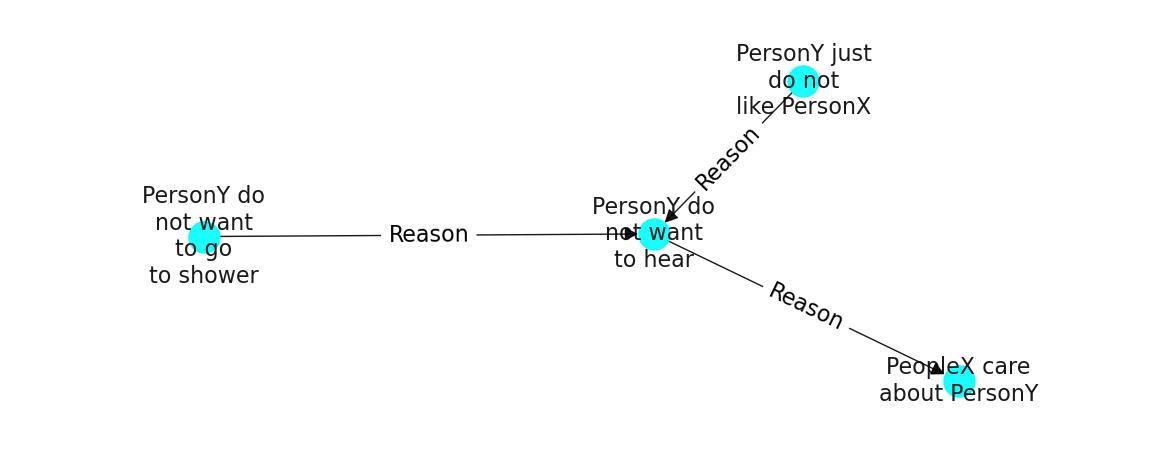 PersonY just
do not
like PersonX
Reason
PersonY do
not want
to go
to shower
Reason
PersonY do
not want
to hear
Reason
PeopleX care
about PersonY